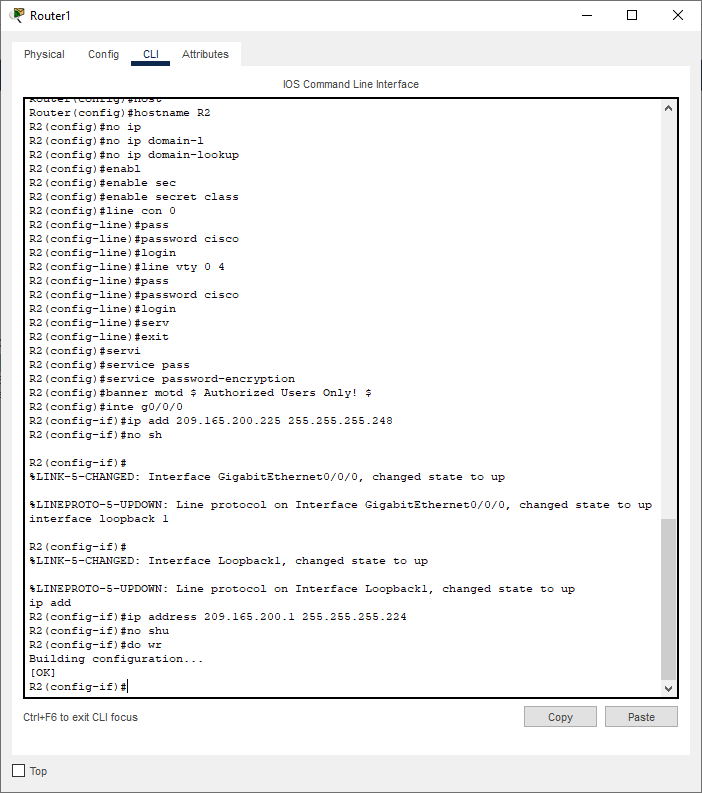 Router1
Physical Config CLI Attributes
IOS Command Line Interface
Router(config)#host
Router(config)#hostname R2
R2(config)#no ip
R2(config)#no ip domain-l
R2(config)#no ip domain-lookup
R2(config)#enabl
R2(config)#enable sec
R2(config)#enable secret class
R2(config)#line con 0
R2(config-line)#pass
R2(config-line)#password cisco
R2(config-line)#login
R2(config-line)#line vty 0 4
R2(config-line)#pass
R2(config-line)#password cisco
R2(config-line)#login
R2(config-line)#serv
R2(config-line)#exit
R2(config)#servi
R2(config)#service pass
R2(config)#service password-encryption
R2(config)#banner motd $ Authorized Users Only! $
R2(config)#inte g0/0/0
R2(config-if)#ip add 209.165.200.225 255.255.255.248
R2(config-if)#no sh
R2(config-if)#
%LINK-5-CHANGED: Interface GigabitEthernet0/0/0, changed state to up
%LINEPROTO-5-UPDOWN: Line protocol on Interface GigabitEthernet0/0/0, changed state to up
interface loopback 1
R2(config-if)#
%LINK-5-CHANGED: Interface Loopback1, changed state to up
%LINEPROTO-5-UPDOWN: Line protocol on Interface Loopback1, changed state to up
ip add
R2(config-if)#ip address 209.165.200.1 255.255.255.224
R2(config-if)#no shu
R2(config-if)#do wr
Building configuration...
[OK]
R2(config-if)#
Ctrl+F6 to exit CLI focus
Copy Paste
Top